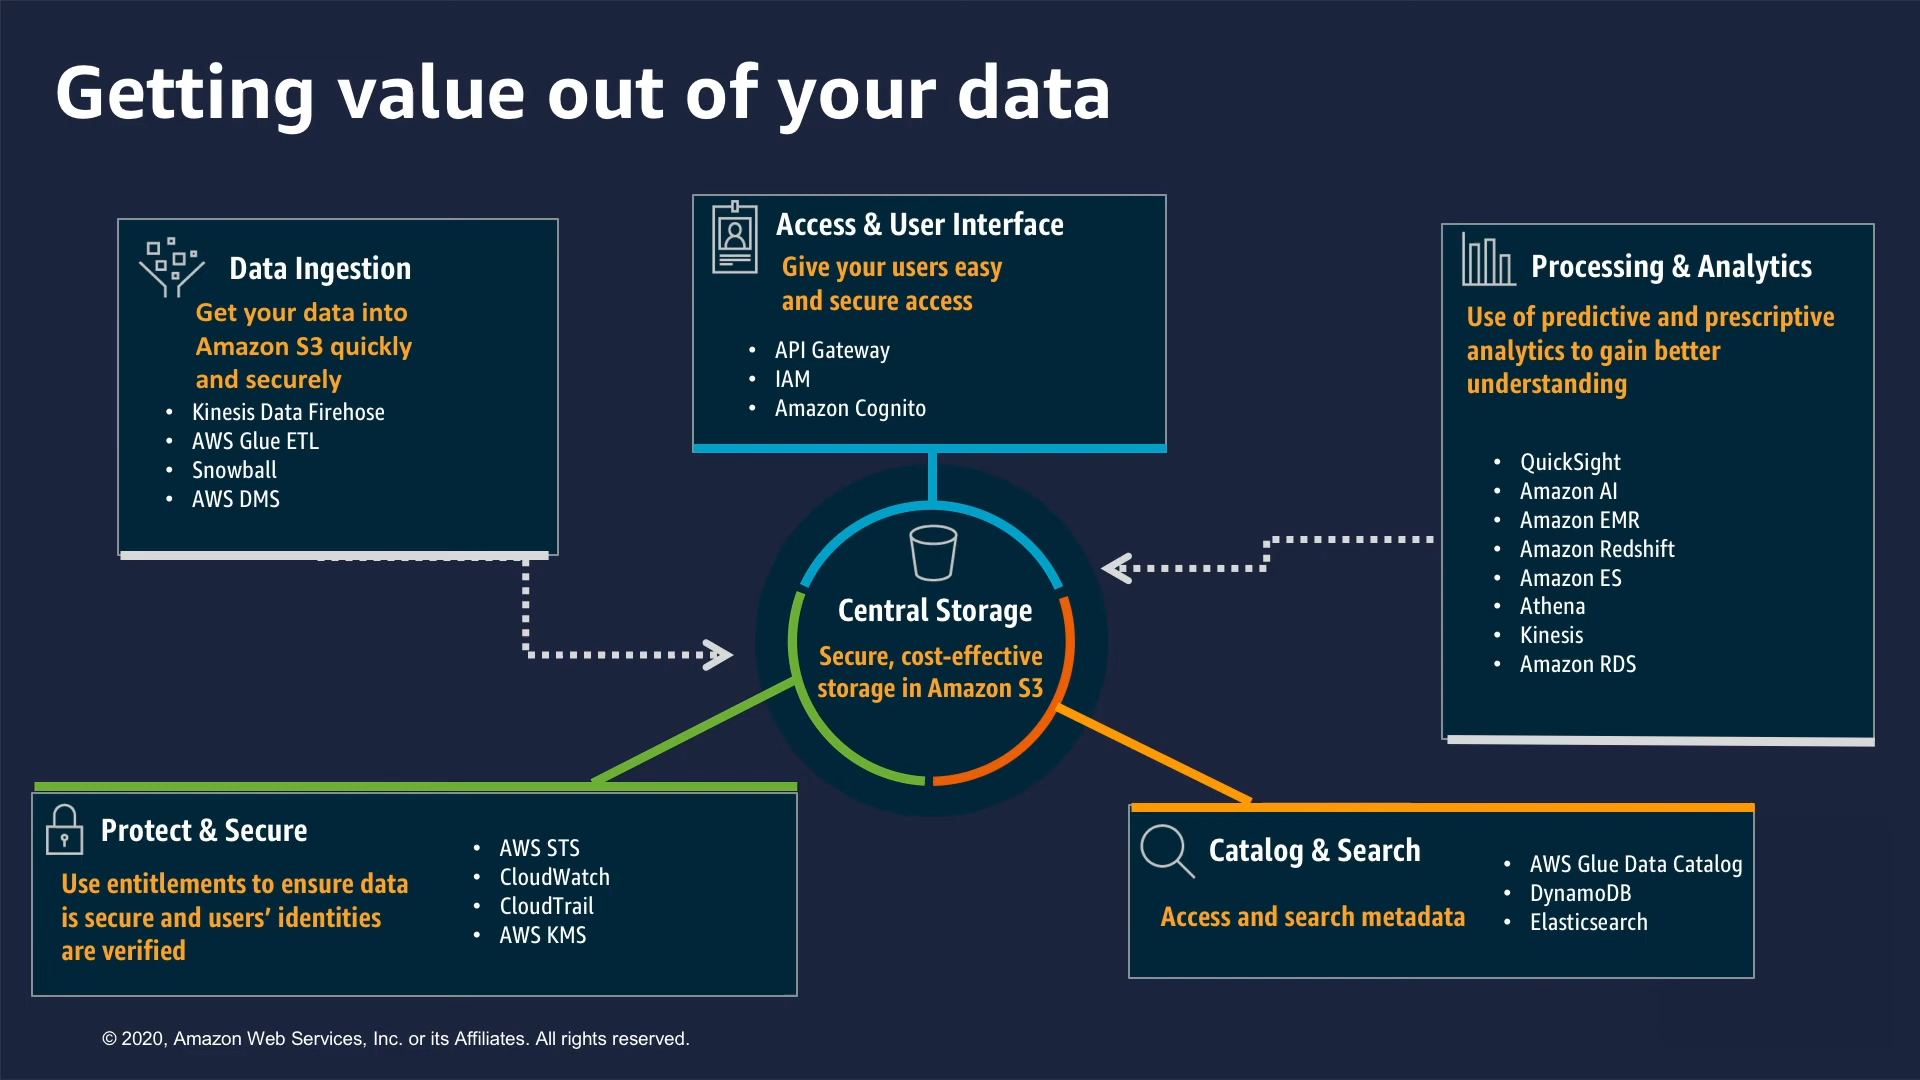 Getting value out of your data
Data Ingestion
Get your data into
Amazon S3 quickly
and securely
• Kinesis Data Firehose
• AWS Glue ETL
• Snowball
• AWS DMS
Access & User Interface
Give your users easy
and secure access
• API Gateway
• IAM
• Amazon Cognito
Processing & Analytics
Use of predictive and prescriptive
analytics to gain better
understanding
• QuickSight
• Amazon AI
• Amazon EMR
• Amazon Redshift
• Amazon ES
• Athena
• Kinesis
• Amazon RDS
Central Storage
Secure, cost-effective
storage in Amazon S3
Protect & Secure
Use entitlements to ensure data
is secure and users’ identities
are verified
• AWS STS
• CloudWatch
• CloudTrail
• AWS KMS
Catalog & Search
Access and search metadata
• AWS Glue Data Catalog
• DynamoDB
• Elasticsearch
© 2020, Amazon Web Services, Inc. or its Affiliates. All rights reserved.